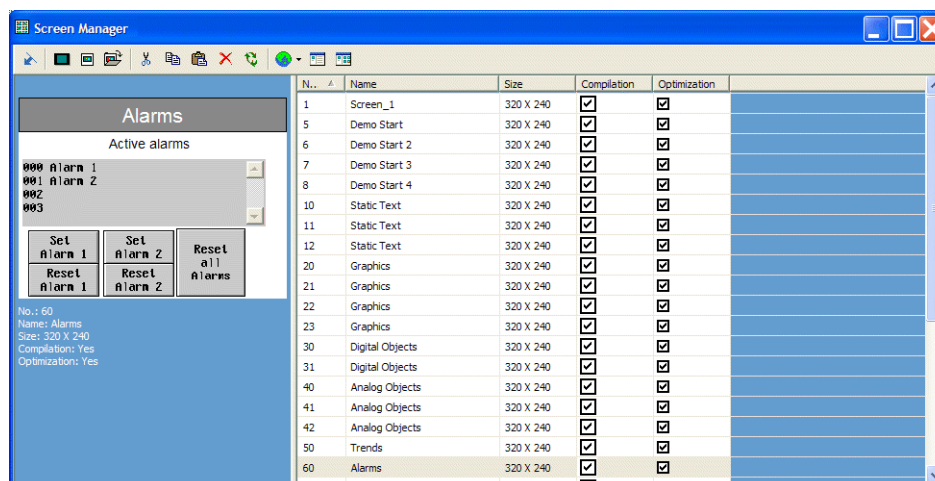 Screen Manager
Alarms
Active alarms
000 Alarm 1
001 Alarm 2
002
003
Set Alarm 1
Set Alarm 2
Reset all Alarms
Reset Alarm 1
Reset Alarm 2
No.: 60
Name: Alarms
Size: 320 X 240
Compilation: Yes
Optimization: Yes
N.. Name Size Compilation Optimization
1 Screen_1 320 X 240
5 Demo Start 320 X 240
6 Demo Start 2 320 X 240
7 Demo Start 3 320 X 240
8 Demo Start 4 320 X 240
10 Static Text 320 X 240
11 Static Text 320 X 240
12 Static Text 320 X 240
20 Graphics 320 X 240
21 Graphics 320 X 240
22 Graphics 320 X 240
23 Graphics 320 X 240
30 Digital Objects 320 X 240
31 Digital Objects 320 X 240
40 Analog Objects 320 X 240
41 Analog Objects 320 X 240
42 Analog Objects 320 X 240
50 Trends 320 X 240
60 Alarms 320 X 240